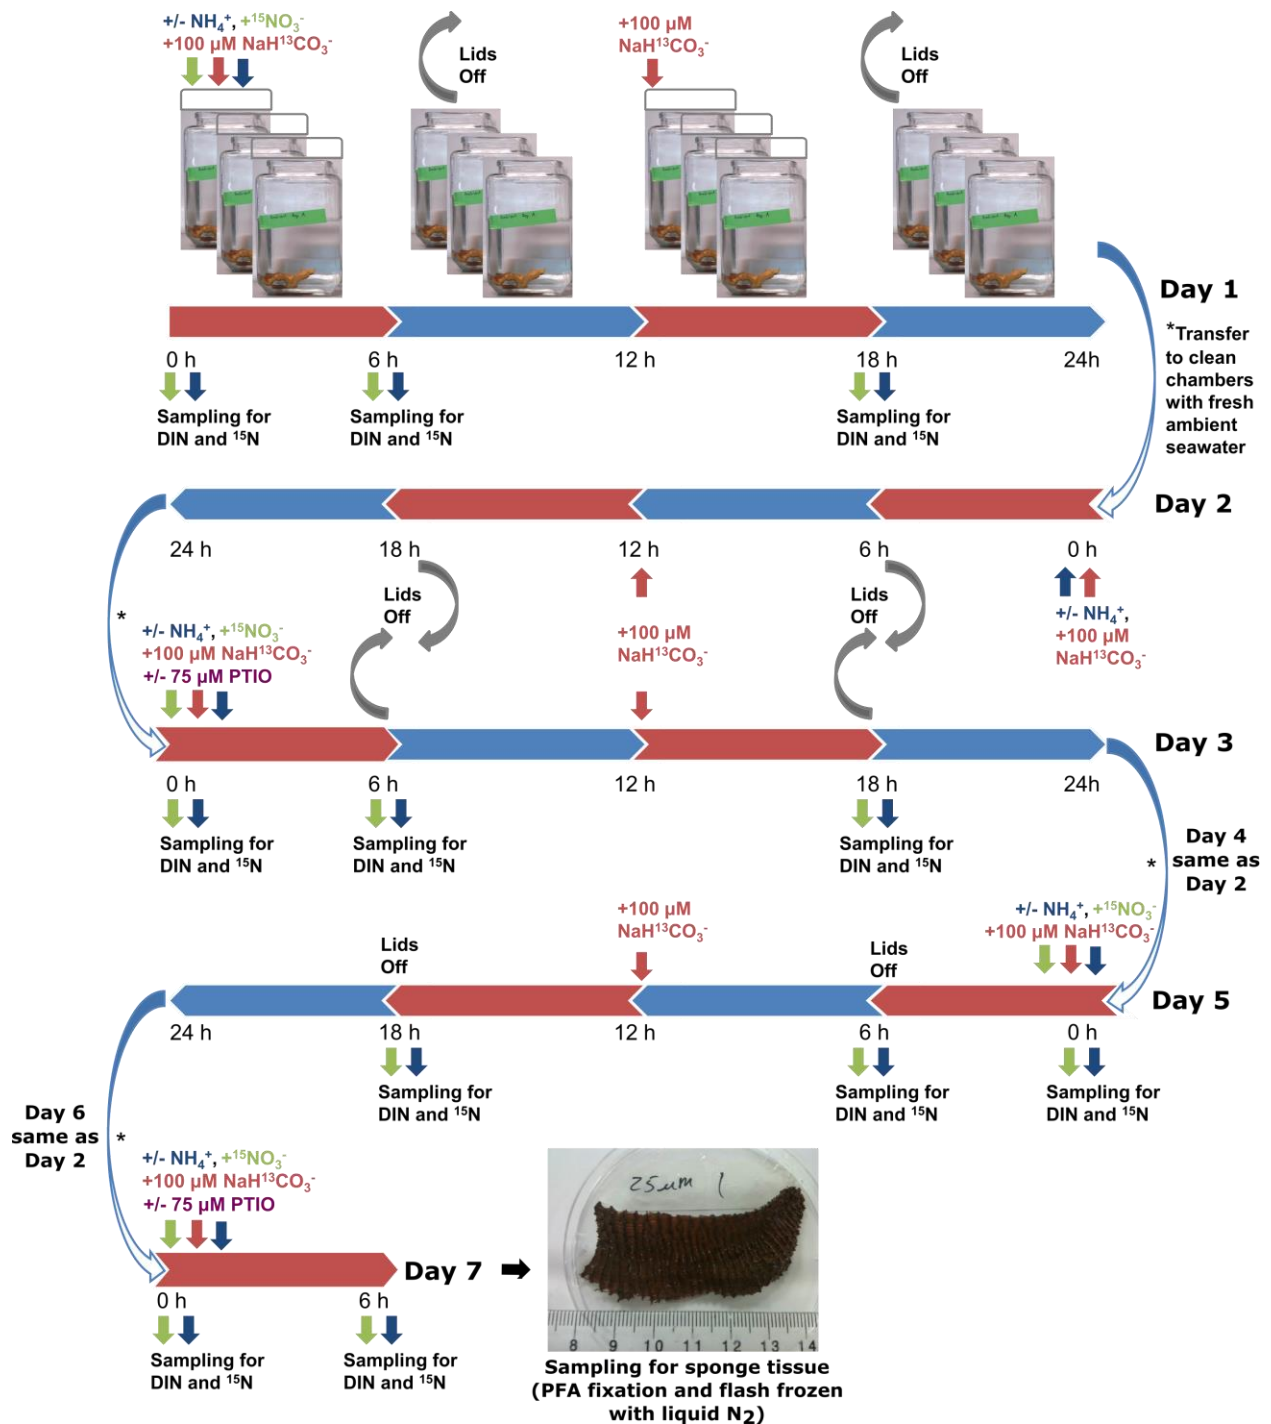 +/- NH₄⁺, +¹⁵NO₃⁻
+100 µM NaH¹³CO₃⁻
Lids
Off
+100 µM
NaH¹³CO₃⁻
Lids
Off
Day 1
*Transfer
to clean
chambers
with fresh
ambient
seawater
0 h
6 h
12 h
18 h
24h
Sampling for
DIN and ¹⁵N
Sampling for
DIN and ¹⁵N
Sampling for
DIN and ¹⁵N
Day 2
24 h
18 h
12 h
6 h
0 h
Lids
Off
Lids
Off
+/- NH₄⁺,
+100 µM
NaH¹³CO₃⁻
*
+/- NH₄⁺, +¹⁵NO₃⁻
+100 µM NaH¹³CO₃⁻
+/- 75 µM PTIO
+100 µM
NaH¹³CO₃⁻
Day 3
0 h
6 h
12 h
18 h
24h
Sampling for
DIN and ¹⁵N
Sampling for
DIN and ¹⁵N
Sampling for
DIN and ¹⁵N
Day 4
same as
Day 2
*
+100 µM
NaH¹³CO₃⁻
+/- NH₄⁺, +¹⁵NO₃⁻
+100 µM NaH¹³CO₃⁻
Lids
Off
Lids
Off
Day 5
24 h
18 h
12 h
6 h
0 h
Sampling for
DIN and ¹⁵N
Sampling for
DIN and ¹⁵N
Sampling for
DIN and ¹⁵N
Day 6
same as
Day 2
*
+/- NH₄⁺, +¹⁵NO₃⁻
+100 µM NaH¹³CO₃⁻
+/- 75 µM PTIO
Day 7
0 h
6 h
Sampling for
DIN and ¹⁵N
Sampling for
DIN and ¹⁵N
25um
8 9 10 11 12 13 14
Sampling for sponge tissue
(PFA fixation and flash frozen
with liquid N₂)